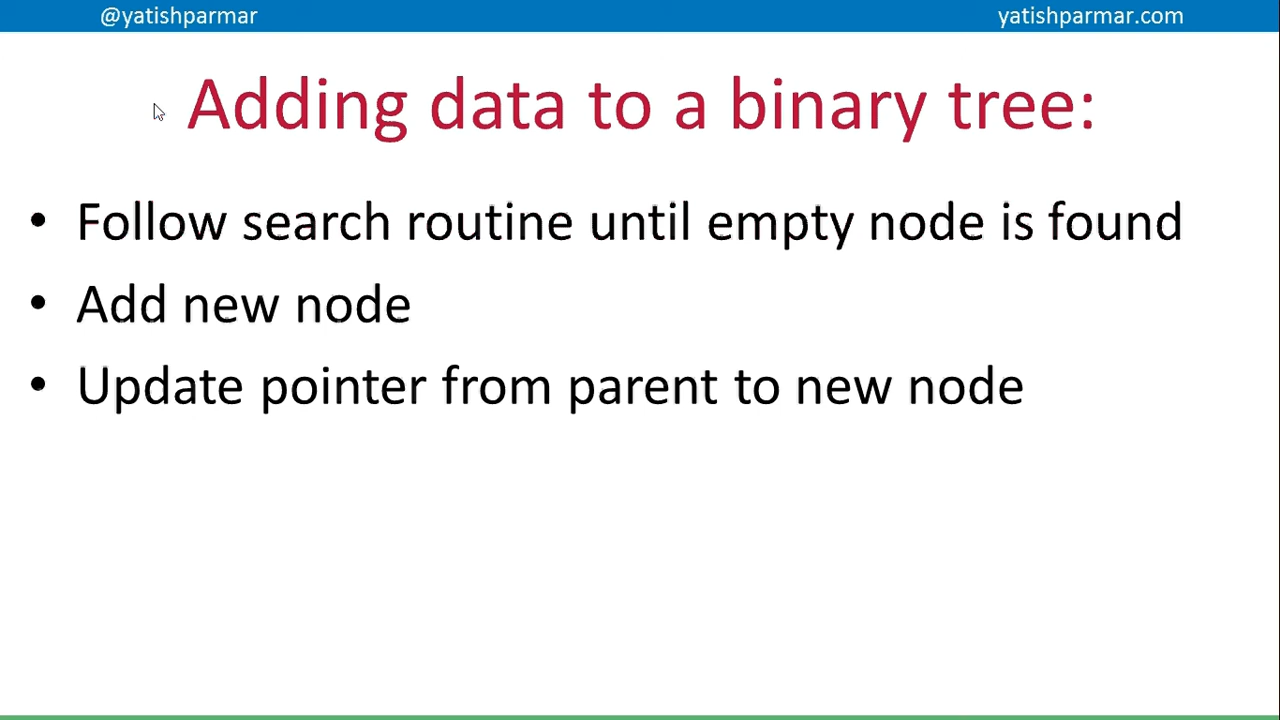 @yatishparmar
yatishparmar.com
Adding data to a binary tree:
• Follow search routine until empty node is found
• Add new node
• Update pointer from parent to new node